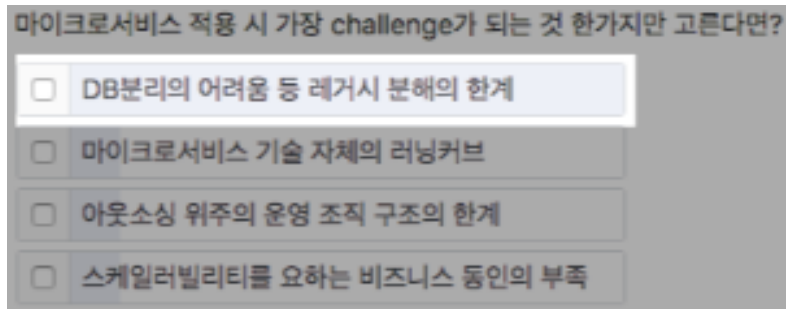 마이크로서비스 적용 시 가장 challenge가 되는 것 한가지만 고른다면?
DB분리의 어려움 등 레거시 분해의 한계
마이크로서비스 기술 자체의 러닝커브
아웃소싱 위주의 운영 조직 구조의 한계
스케일러빌리티를 요하는 비즈니스 동인의 부족